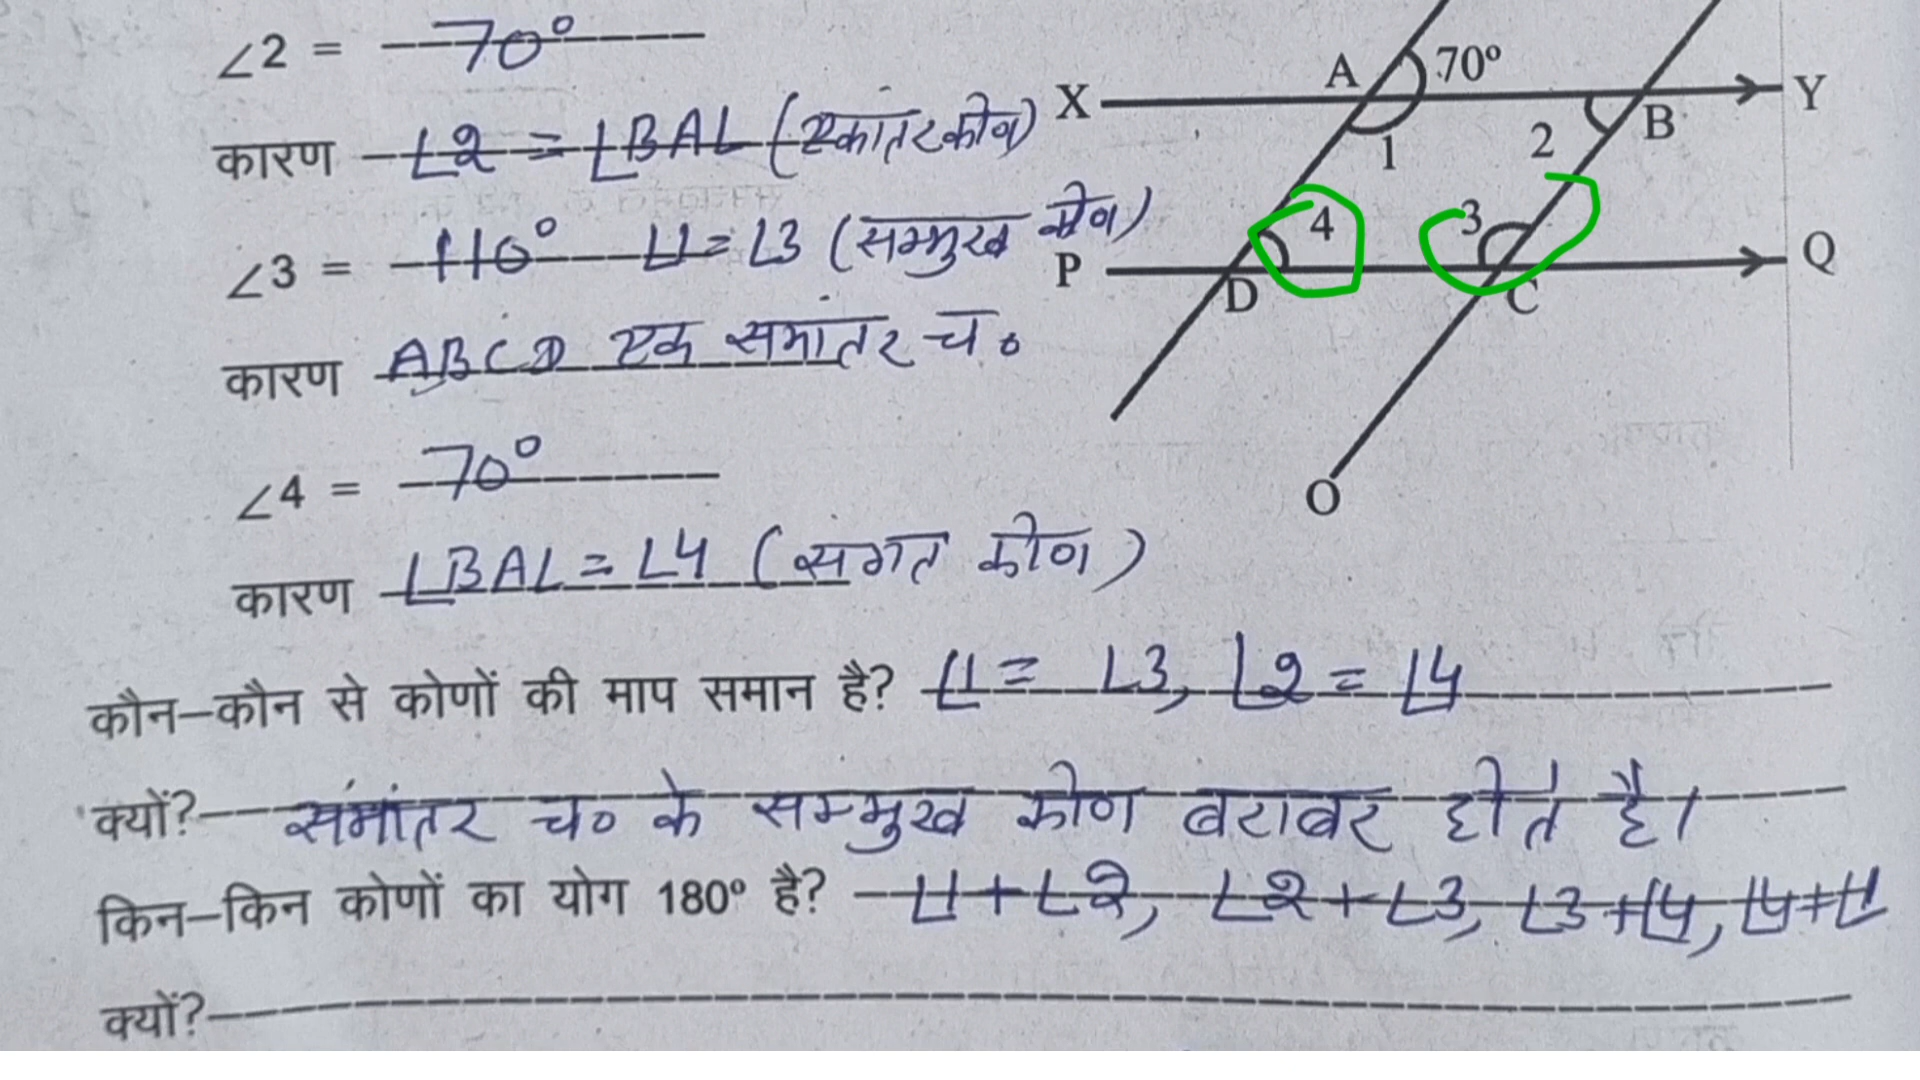 ∠2 = 70°
कारण ∠2 = ∠BAL (एकांतर कोण)
∠3 = 110° ∠1 = ∠3 (सम्मुख कोण)
कारण ABCD एक समांतर च०
∠4 = 70°
कारण ∠BAL = ∠4 (संगत कोण)
A 70° X Y
1 2 B
4 3
P Q
D C
O
कौन–कौन से कोणों की माप समान है? ∠1 = ∠3, ∠2 = ∠4
क्यों? समांतर च० के सम्मुख कोण बराबर होते है।
किन–किन कोणों का योग 180° है? ∠1+∠2, ∠2+∠3, ∠3+∠4, ∠4+∠1
क्यों?